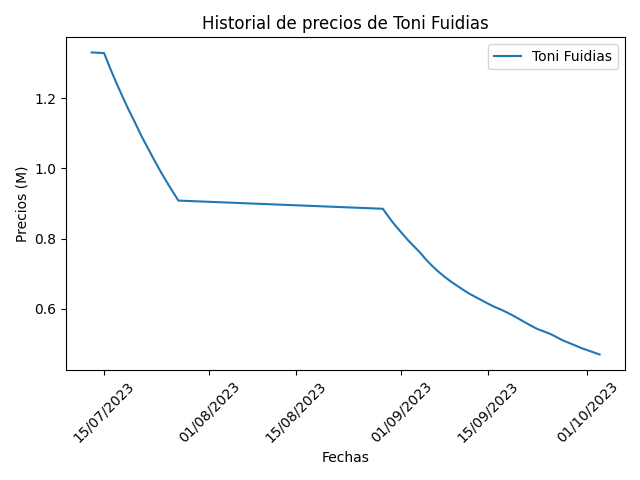 Historial de precios de Toni Fuidias
Toni Fuidias
Precios (M)
1.2
1.0
0.8
0.6
15/07/2023
01/08/2023
15/08/2023
01/09/2023
15/09/2023
01/10/2023
Fechas